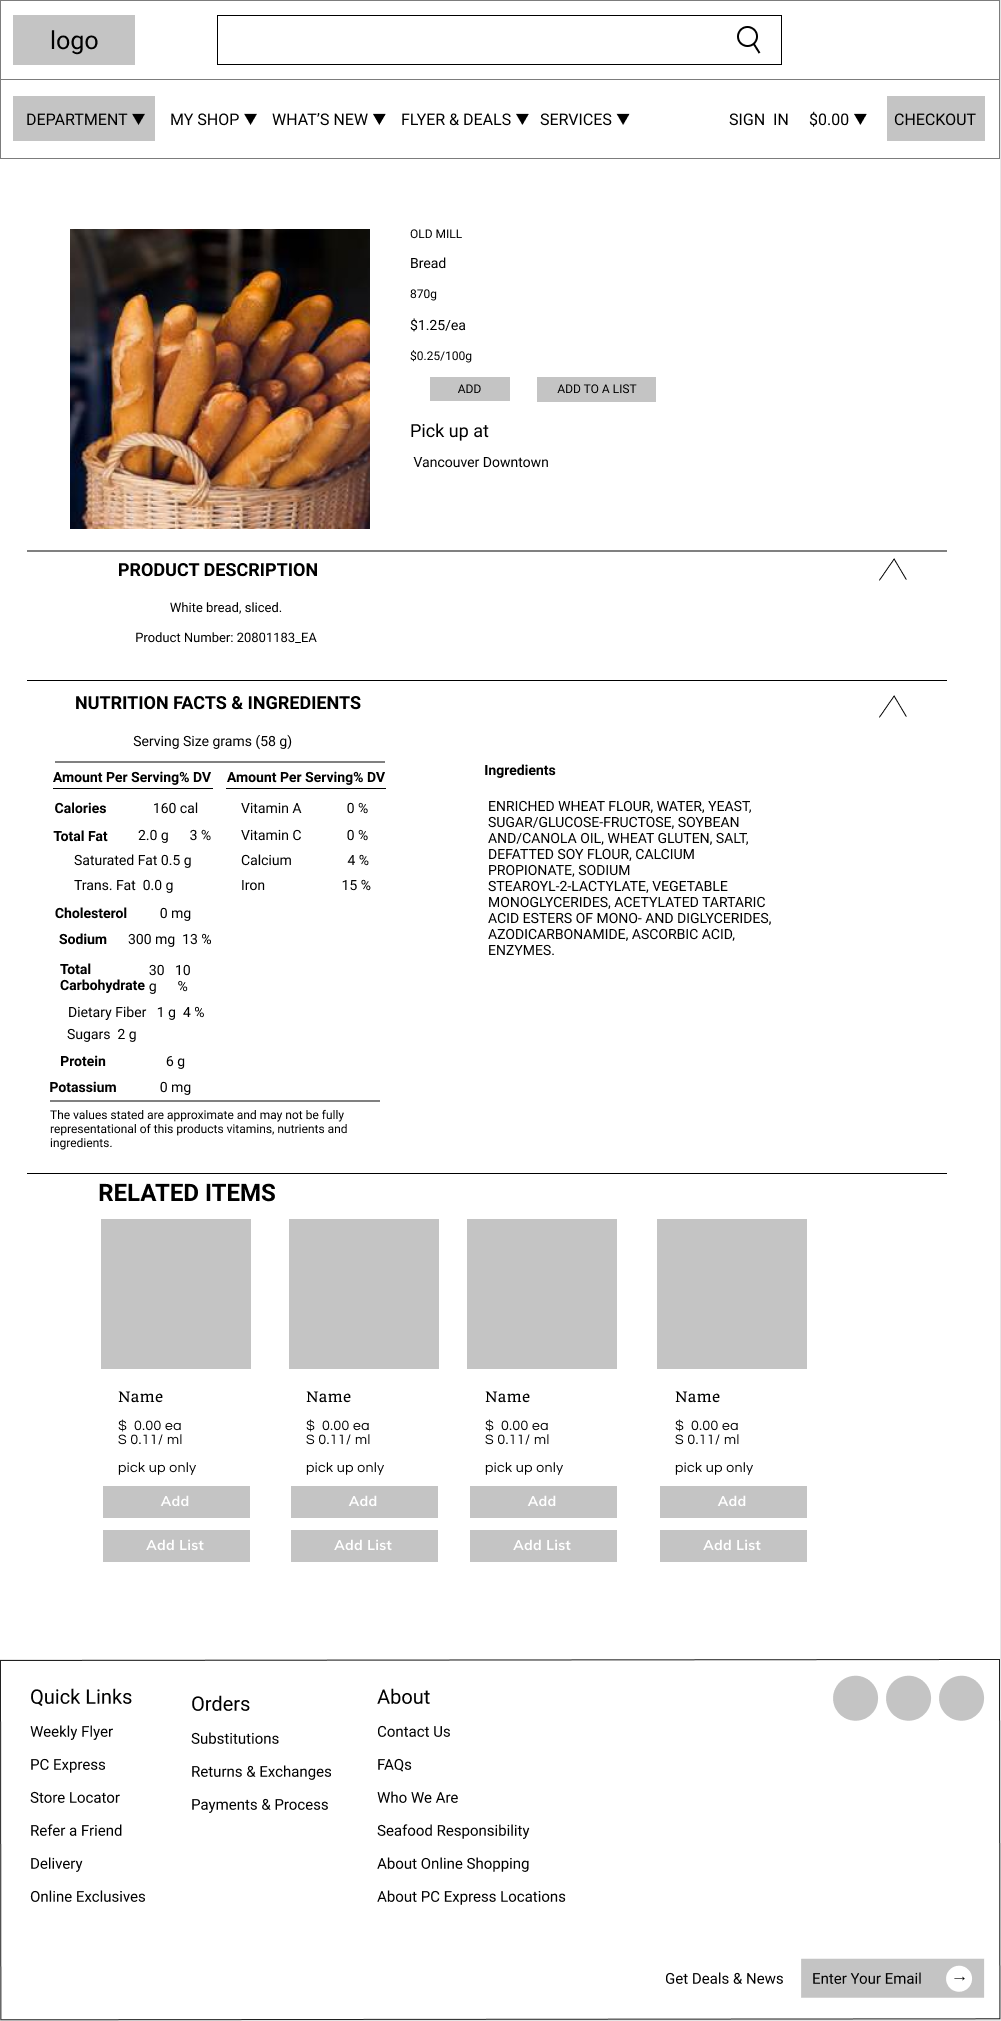 logo
DEPARTMENT ▼ MY SHOP ▼ WHAT'S NEW ▼ FLYER & DEALS ▼ SERVICES ▼ SIGN IN $0.00 ▼ CHECKOUT
OLD MILL
Bread
870g
$1.25/ea
$0.25/100g
ADD ADD TO A LIST
Pick up at
Vancouver Downtown
PRODUCT DESCRIPTION
White bread, sliced.
Product Number: 20801183_EA
NUTRITION FACTS & INGREDIENTS
Serving Size grams (58 g)
Amount Per Serving% DV Amount Per Serving% DV
Calories 160 cal Vitamin A 0 %
Total Fat 2.0 g 3 % Vitamin C 0 %
Saturated Fat 0.5 g Calcium 4 %
Trans. Fat 0.0 g Iron 15 %
Cholesterol 0 mg
Sodium 300 mg 13 %
Total 30 10
Carbohydrate g %
Dietary Fiber 1 g 4 %
Sugars 2 g
Protein 6 g
Potassium 0 mg
The values stated are approximate and may not be fully
representational of this products vitamins, nutrients and
ingredients.
Ingredients
ENRICHED WHEAT FLOUR, WATER, YEAST,
SUGAR/GLUCOSE-FRUCTOSE, SOYBEAN
AND/CANOLA OIL, WHEAT GLUTEN, SALT,
DEFATTED SOY FLOUR, CALCIUM
PROPIONATE, SODIUM
STEAROYL-2-LACTYLATE, VEGETABLE
MONOGLYCERIDES, ACETYLATED TARTARIC
ACID ESTERS OF MONO- AND DIGLYCERIDES,
AZODICARBONAMIDE, ASCORBIC ACID,
ENZYMES.
RELATED ITEMS
Name Name Name Name
$ 0.00 ea $ 0.00 ea $ 0.00 ea $ 0.00 ea
S 0.11/ ml S 0.11/ ml S 0.11/ ml S 0.11/ ml
pick up only pick up only pick up only pick up only
Add Add Add Add
Add List Add List Add List Add List
Quick Links
Weekly Flyer
PC Express
Store Locator
Refer a Friend
Delivery
Online Exclusives
Orders
Substitutions
Returns & Exchanges
Payments & Process
About
Contact Us
FAQs
Who We Are
Seafood Responsibility
About Online Shopping
About PC Express Locations
Get Deals & News Enter Your Email →